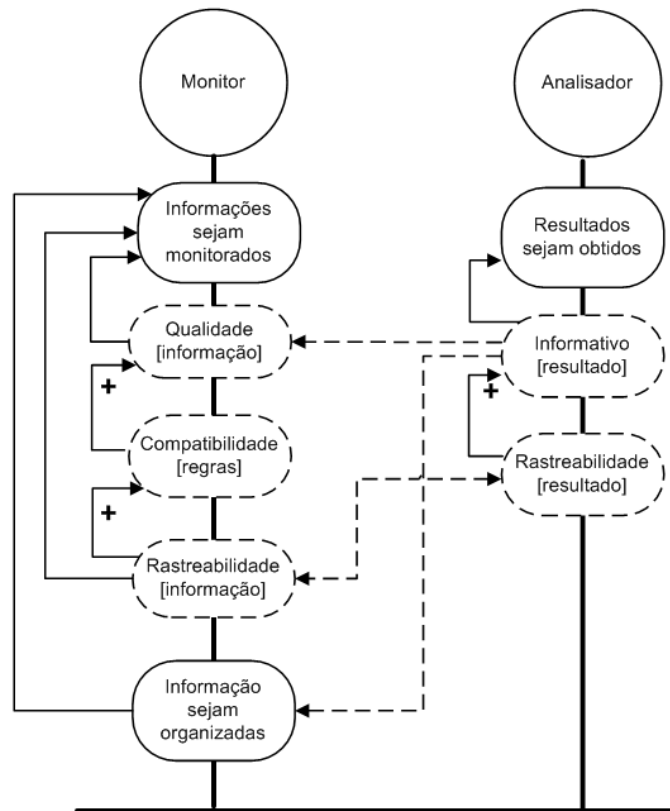 Monitor
Analisador
Informações
sejam
monitorados
Resultados
sejam obtidos
Qualidade
[informação]
Informativo
[resultado]
+
+
Compatibilidade
[regras]
Rastreabilidade
[resultado]
+
Rastreabilidade
[informação]
Informação
sejam
organizadas